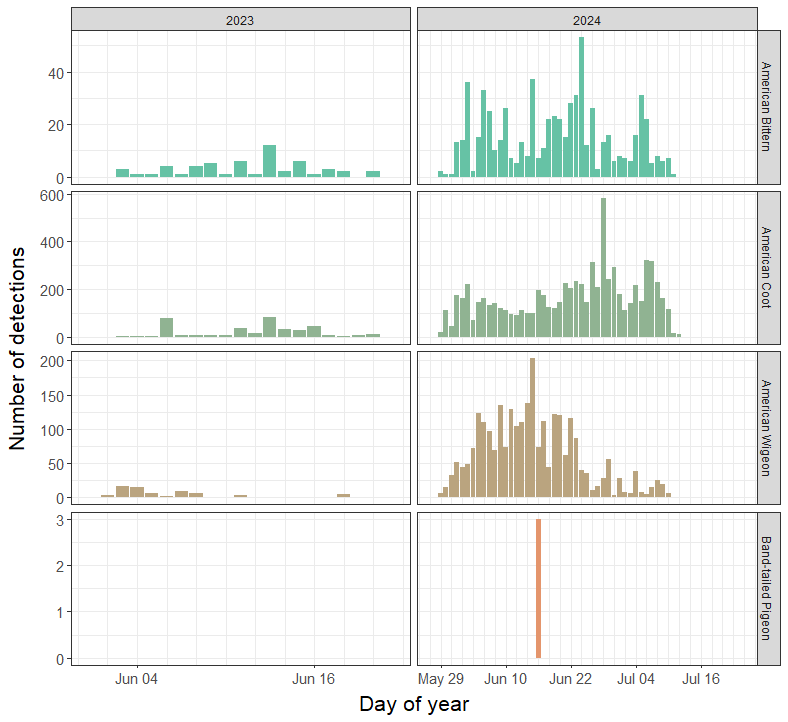 2023
2024
40
20
0
American Bittern
600
400
200
0
American Coot
200
150
100
50
0
American Wigeon
3
2
1
0
Band-tailed Pigeon
Jun 04
Jun 16
May 29
Jun 10
Jun 22
Jul 04
Jul 16
Number of detections
Day of year